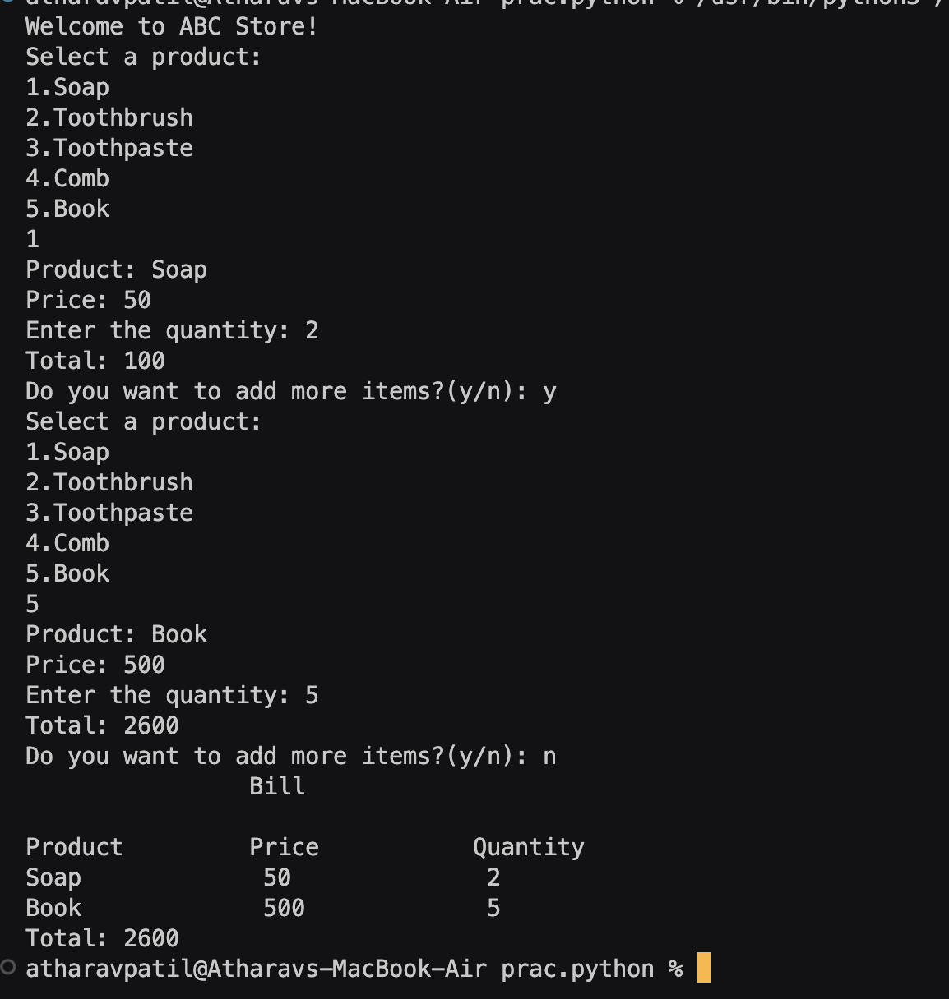 Welcome to ABC Store!
Select a product:
1.Soap
2.Toothbrush
3.Toothpaste
4.Comb
5.Book
1
Product: Soap
Price: 50
Enter the quantity: 2
Total: 100
Do you want to add more items?(y/n): y
Select a product:
1.Soap
2.Toothbrush
3.Toothpaste
4.Comb
5.Book
5
Product: Book
Price: 500
Enter the quantity: 5
Total: 2600
Do you want to add more items?(y/n): n
Bill
Product Price Quantity
Soap 50 2
Book 500 5
Total: 2600
atharavpatil@Atharavs-MacBook-Air prac.python %